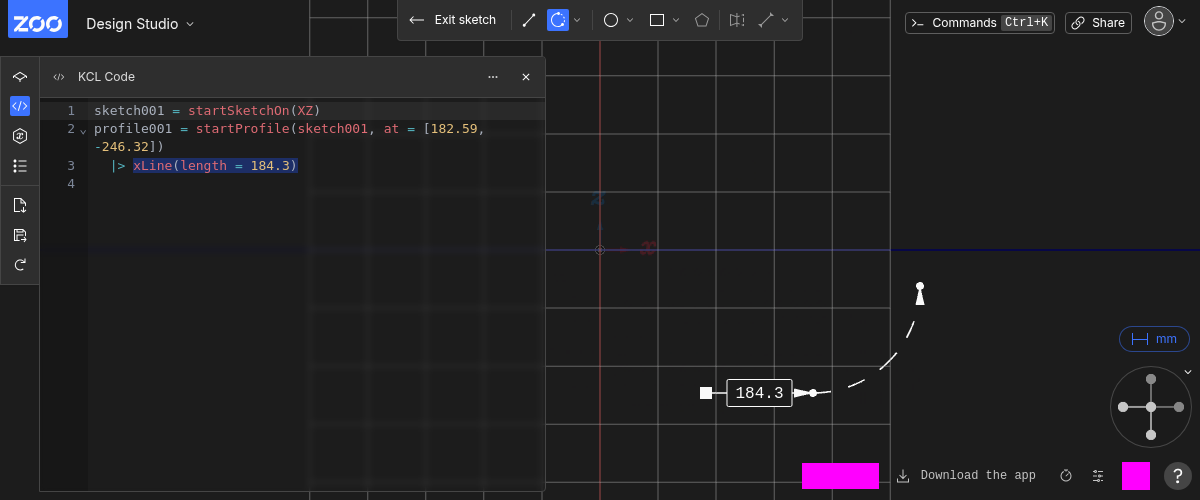 ZOO
Design Studio
Exit sketch
Commands Ctrl+K
Share
KCL Code
1 sketch001 = startSketchOn(XZ)
2 profile001 = startProfile(sketch001, at = [182.59,
-246.32])
3 |> xLine(length = 184.3)
4
z
x
184.3
mm
Download the app
?